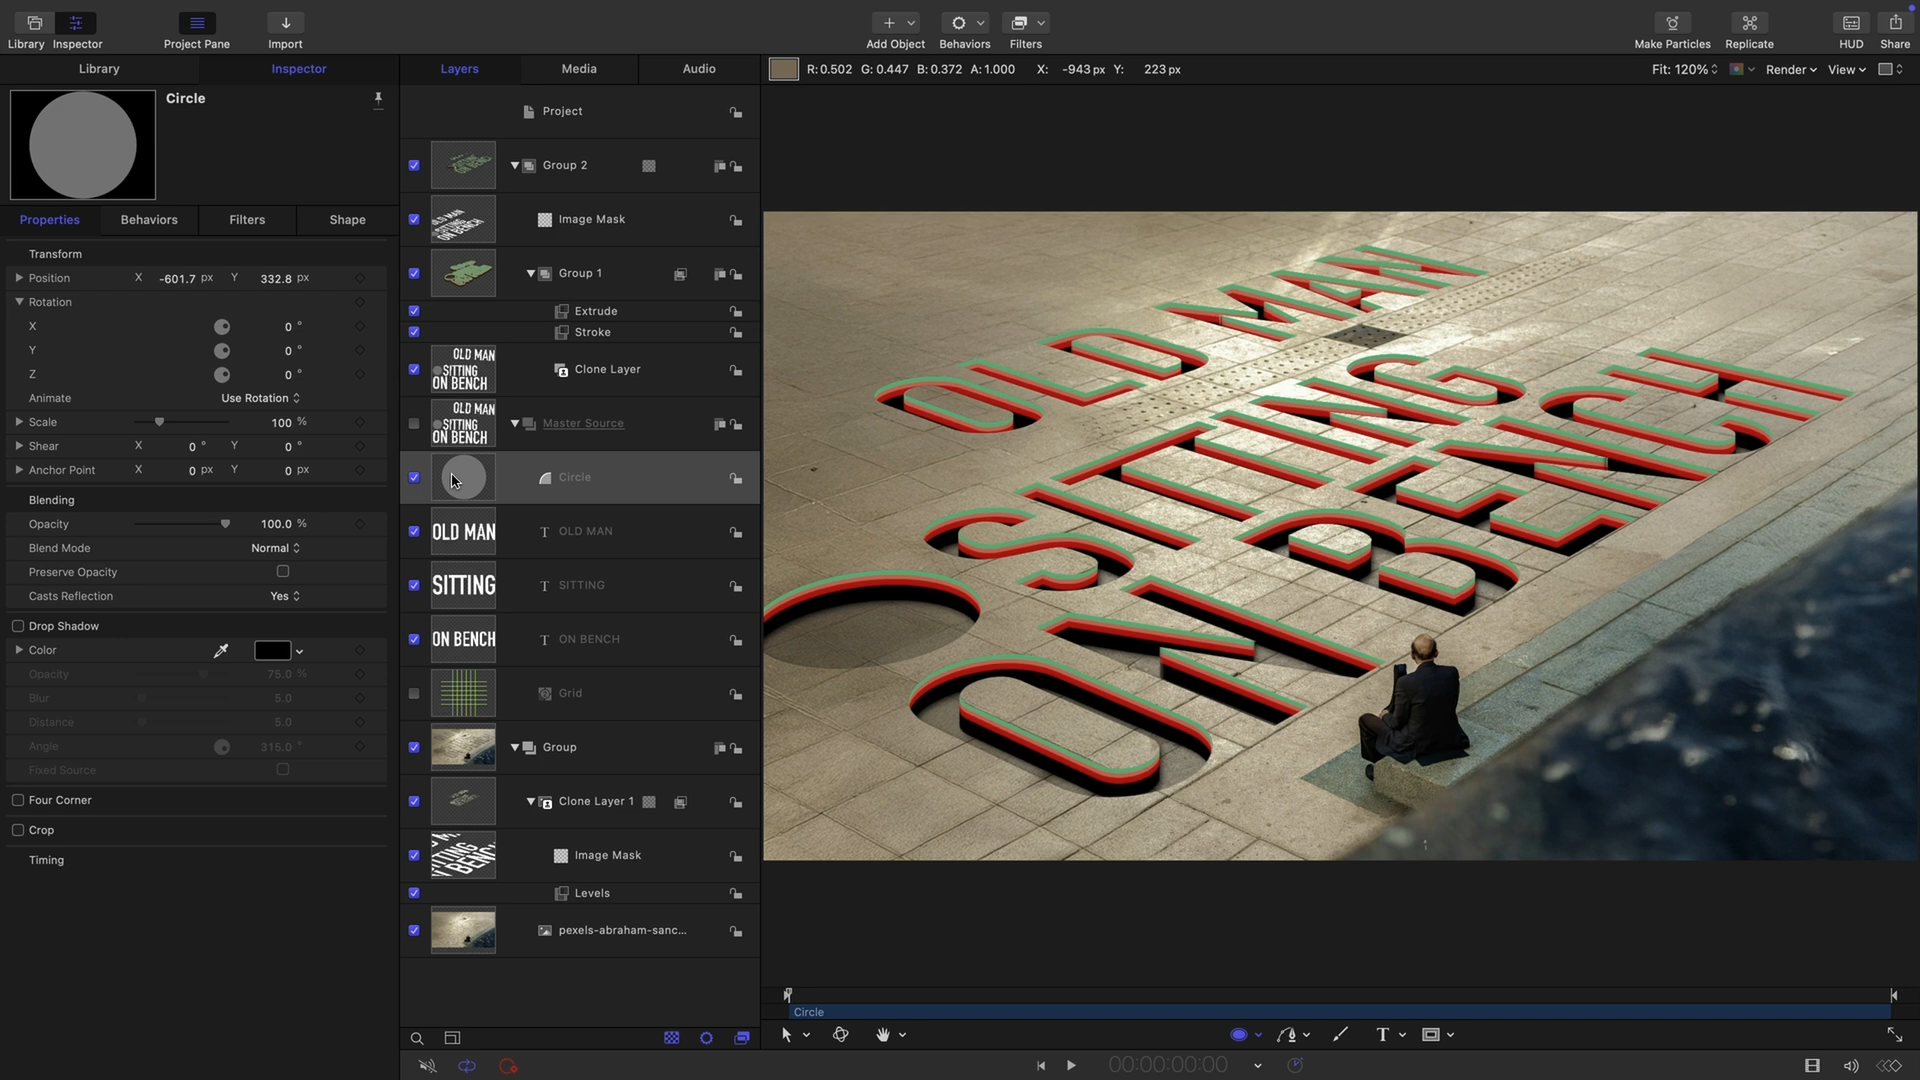 Library
Inspector
Project Pane
Import
Add Object
Behaviors
Filters
Make Particles
Replicate
HUD
Share
Library
Inspector
Layers
Media
Audio
R:0.502 G:0.447 B:0.372 A:1.000 X: -943 px Y: 223 px
Fit: 120%
Render
View
Circle
Properties
Behaviors
Filters
Shape
Transform
Position X -601.7 px Y 332.8 px
Rotation
X 0 °
Y 0 °
Z 0 °
Animate Use Rotation
Scale 100 %
Shear X 0 ° Y 0 °
Anchor Point X 0 px Y 0 px
Blending
Opacity 100.0 %
Blend Mode Normal
Preserve Opacity
Casts Reflection Yes
Drop Shadow
Color
Opacity 75.0 %
Blur 5.0
Distance 5.0
Angle 315.0 °
Fixed Source
Four Corner
Crop
Timing
Project
Group 2
Image Mask
Group 1
Extrude
Stroke
OLD MAN
SITTING
ON BENCH
Clone Layer
OLD MAN
SITTING
ON BENCH
Master Source
Circle
OLD MAN
T OLD MAN
SITTING
T SITTING
ON BENCH
T ON BENCH
Grid
Group
Clone Layer 1
Image Mask
Levels
pexels-abraham-sanc...
OLD MAN
SITTING
ON BENCH
Circle
T
00:00:00:00